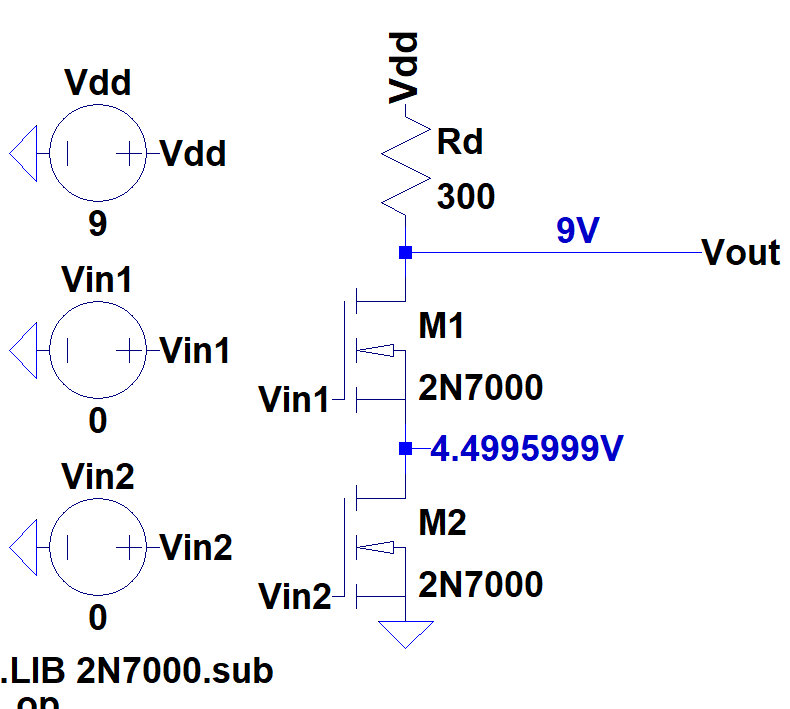 Vdd
Vdd
9
Vin1
Vin1
0
Vin2
Vin2
0
.LIB 2N7000.sub
.op
Vdd
Rd
300
9V
Vout
M1
2N7000
Vin1
4.4995999V
M2
2N7000
Vin2